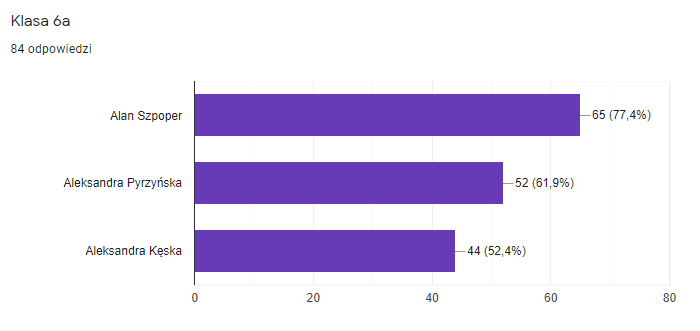 Klasa 6a
84 odpowiedzi
Alan Szpoper 65 (77,4%)
Aleksandra Pyrzyńska 52 (61,9%)
Aleksandra Kęska 44 (52,4%)
0 20 40 60 80